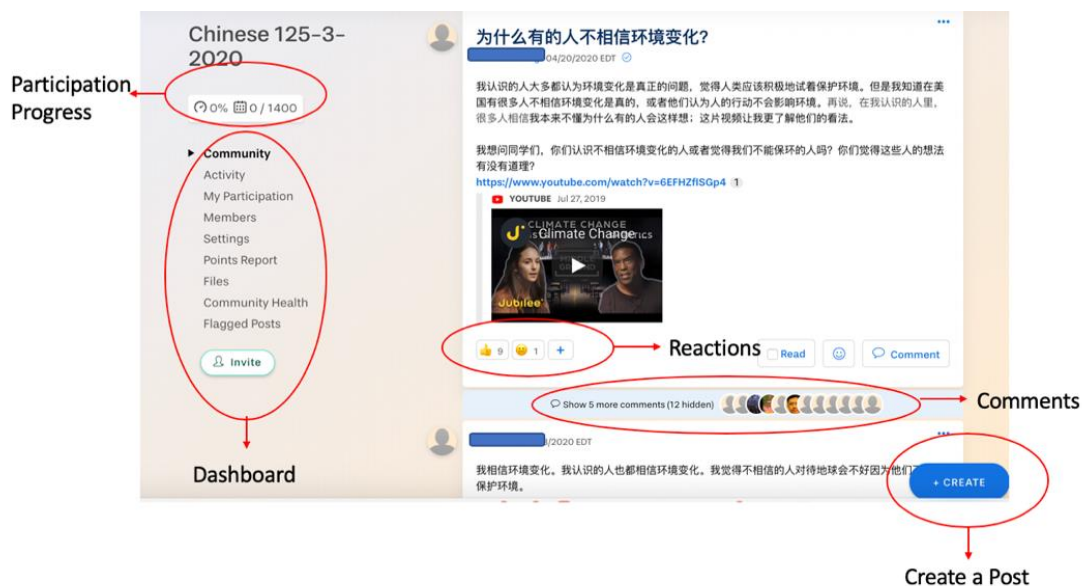 Chinese 125-3-
2020
Participation
Progress
0% 0 / 1400
Community
Activity
My Participation
Members
Settings
Points Report
Files
Community Health
Flagged Posts
Invite
Dashboard
为什么有的人不相信环境变化?
04/20/2020 EDT
我认识的人大多都认为环境变化是真正的问题，觉得人类应该积极地试着保护环境。但是我知道在美
国有很多人不相信环境变化是真的，或者他们认为人的行动不会影响环境。再说，在我认识的人里，
很多人相信我本来不懂为什么有的人会这样想；这片视频让我更了解他们的看法。
我想问同学们，你们认识不相信环境变化的人或者觉得我们不能保环的人吗？你们觉得这些人的想法
有没有道理?
https://www.youtube.com/watch?v=6EFHZfISGp4 1
YOUTUBE Jul 27, 2019
CLIMATE CHANGE
Climate Change
MIDDLE
GROUND
Jubilee
9 1 +
Reactions
Read
Comment
Show 5 more comments (12 hidden)
Comments
/2020 EDT
我相信环境变化。我认识的人也都相信环境变化。我觉得不相信的人对待地球会不好因为他们
保护环境。
+ CREATE
Create a Post